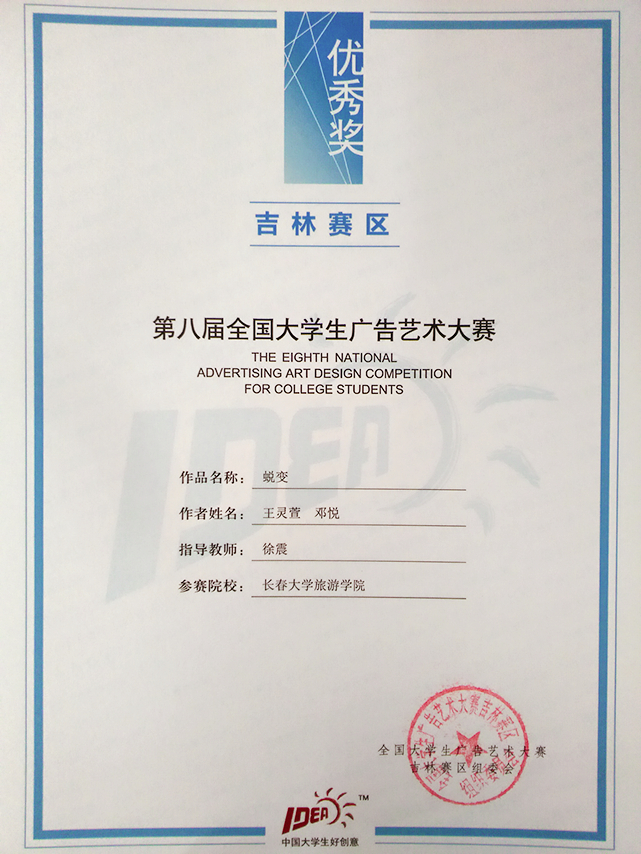 优秀奖
吉林赛区
第八届全国大学生广告艺术大赛
THE EIGHTH NATIONAL
ADVERTISING ART DESIGN COMPETITION
FOR COLLEGE STUDENTS
IDEA
作品名称：蜕变
作者姓名：王灵萱 邓悦
指导教师：徐震
参赛院校：长春大学旅游学院
全国大学生广告艺术大赛
吉林赛区组委会
IDEA TM
中国大学生好创意